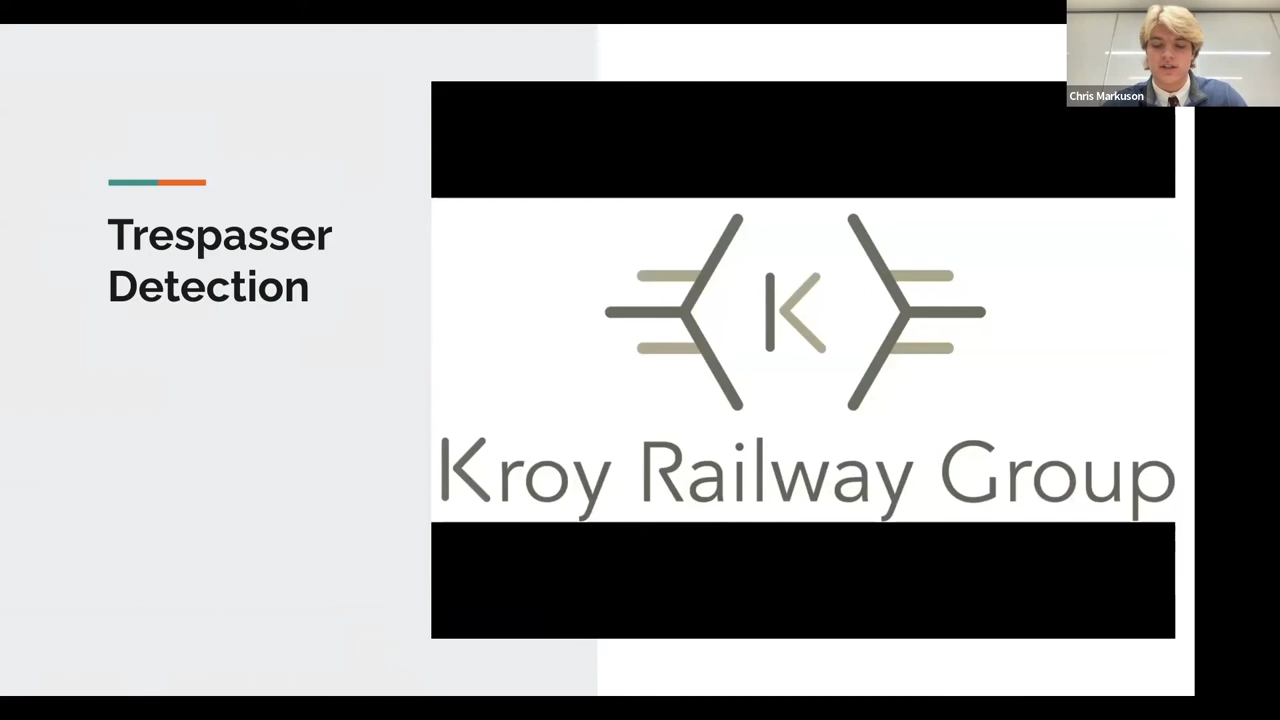 Chris Markuson
Trespasser
Detection
K
Kroy Railway Group